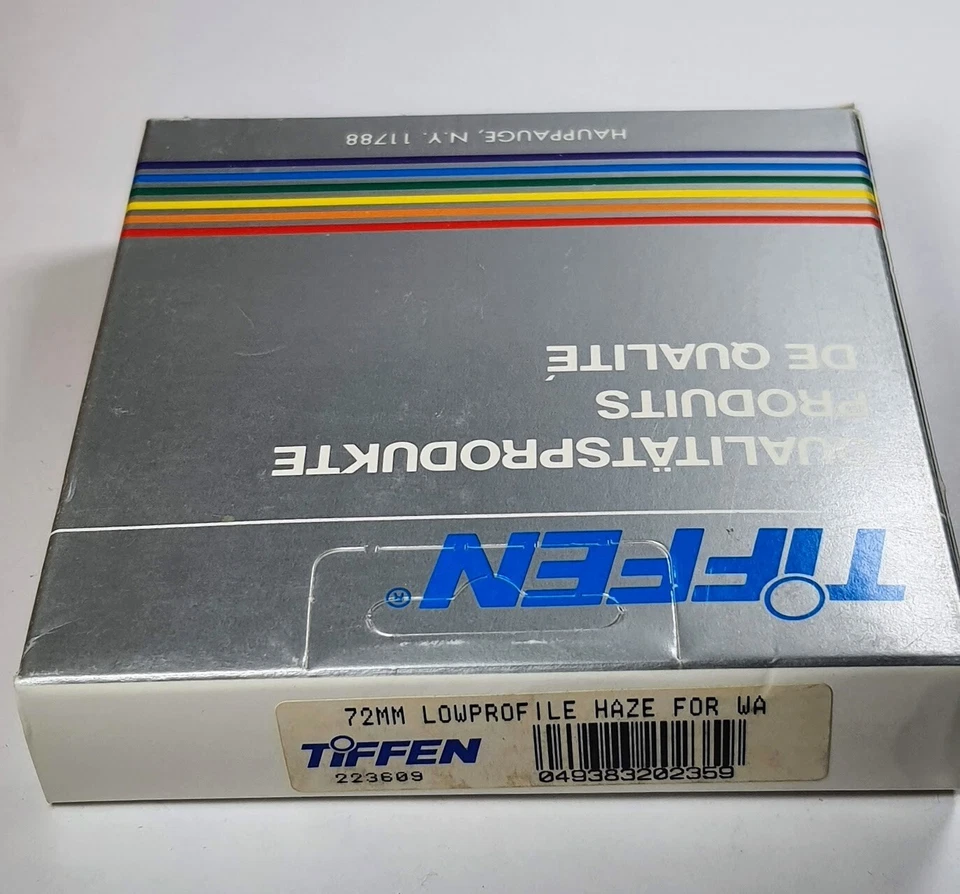 HAUPPAUGE, N.Y. 11788
DE QUALITÉ
PRODUITS
QUALITÄTSPRODUKTE
TIFFEN®
72MM LOWPROFILE HAZE FOR WA
TIFFEN
223609
049383202359